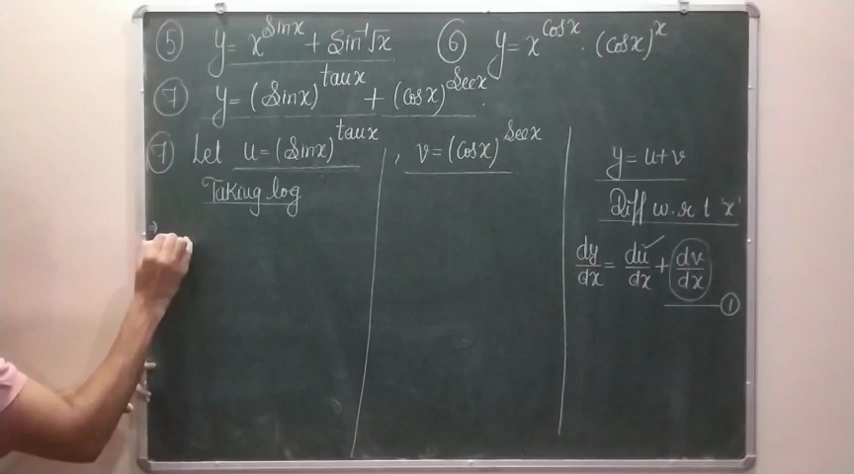 ⑤ y = x^Sinx + Sin⁻¹√x ⑥ y = x^Cosx · (Cosx)^x
⑦ y = (Sinx)^tanx + (Cosx)^Secx.
⑦ Let u = (Sinx)^tanx, v = (Cosx)^Secx
Taking log
⇒
y = u + v
Diff w.r.t 'x'
dy/dx = du/dx + dv/dx
①